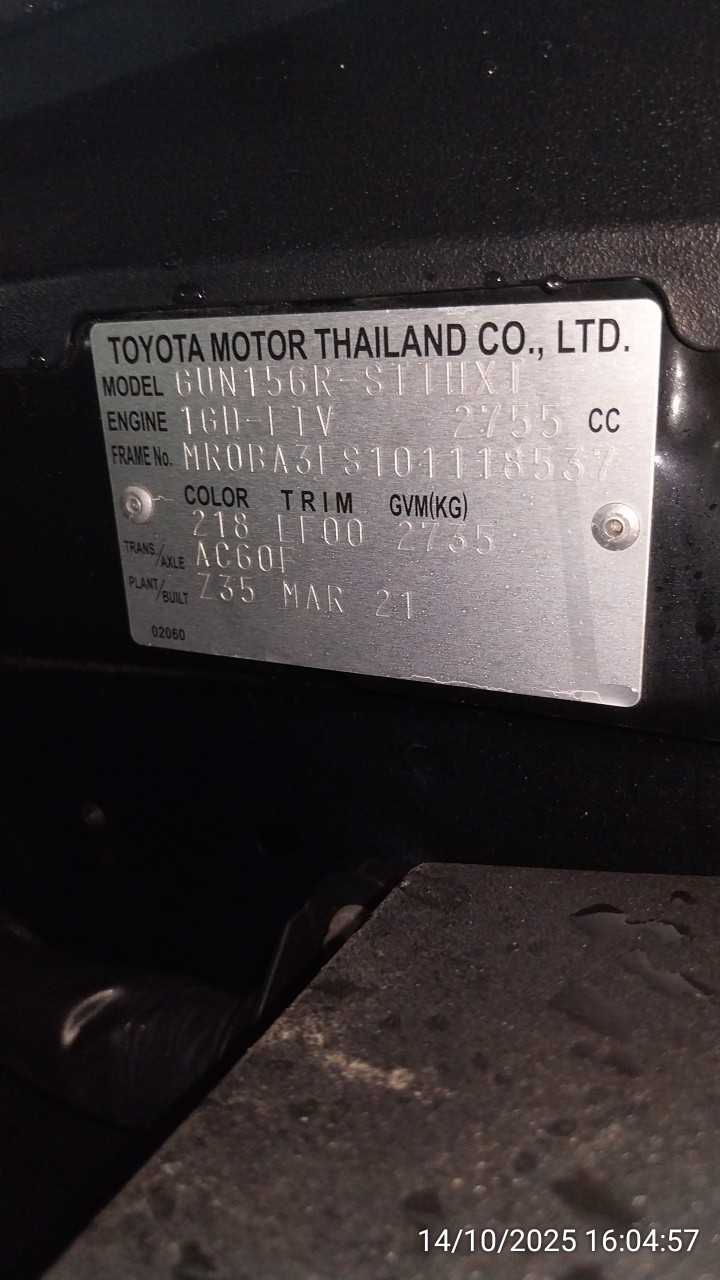 TOYOTA MOTOR THAILAND CO., LTD.
MODEL GUN156R-STTHXT
ENGINE 1GD-FTV 2755 CC
FRAME No. MR0BA3FS101118537
COLOR TRIM GVM(KG)
218 LF00 2735
TRANS./AXLE AC60F
PLANT/BUILT Z35 MAR 21
02060
14/10/2025 16:04:57